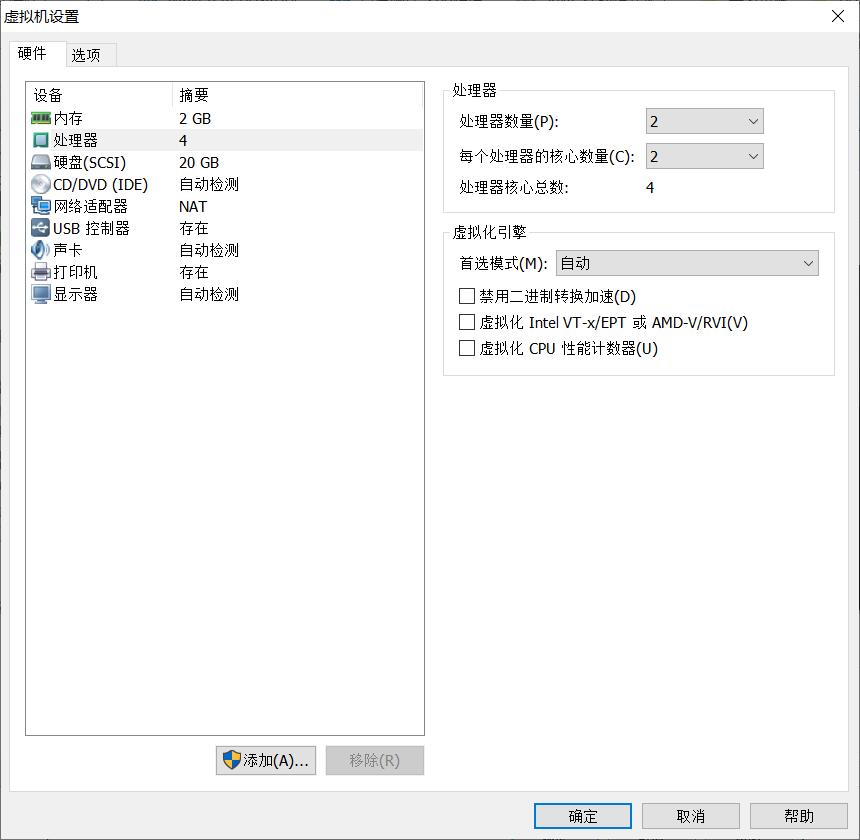 虚拟机设置
硬件 选项
设备 摘要
内存 2 GB
处理器 4
硬盘(SCSI) 20 GB
CD/DVD (IDE) 自动检测
网络适配器 NAT
USB 控制器 存在
声卡 自动检测
打印机 存在
显示器 自动检测
添加(A)... 移除(R)
处理器
处理器数量(P): 2
每个处理器的核心数量(C): 2
处理器核心总数: 4
虚拟化引擎
首选模式(M): 自动
禁用二进制转换加速(D)
虚拟化 Intel VT-x/EPT 或 AMD-V/RVI(V)
虚拟化 CPU 性能计数器(U)
确定 取消 帮助